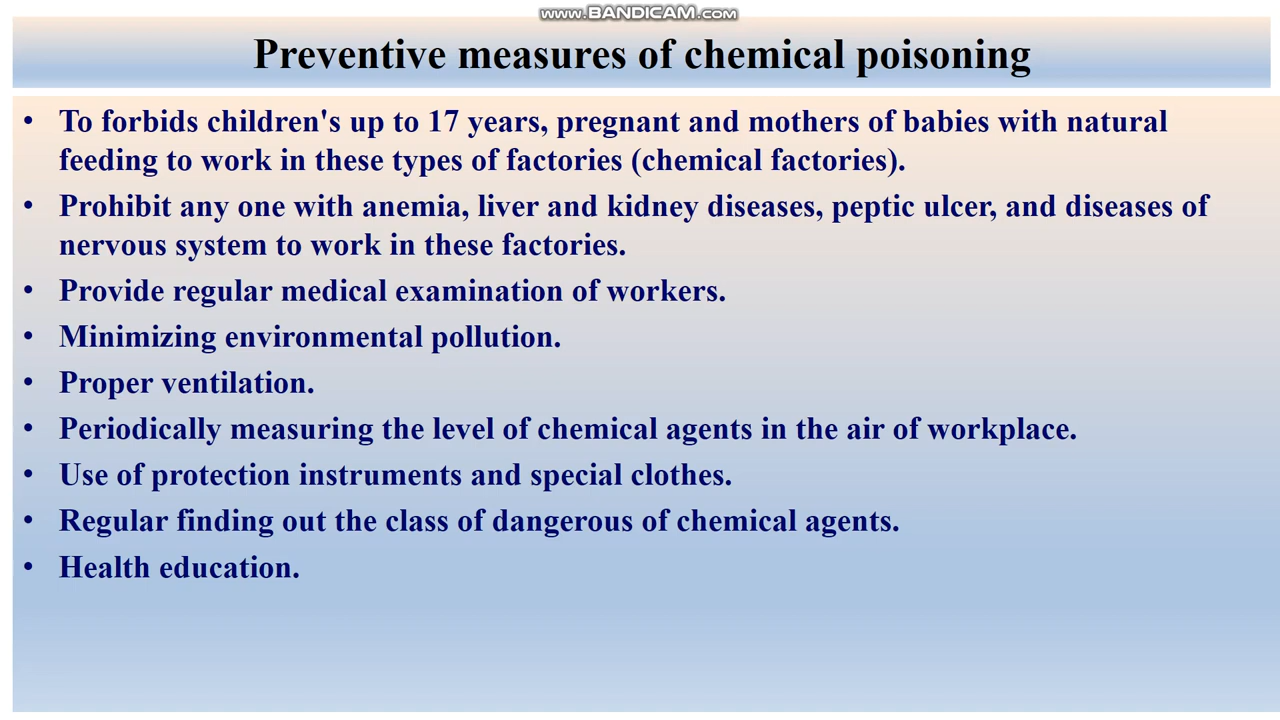 www.BANDICAM.com
Preventive measures of chemical poisoning
• To forbids children's up to 17 years, pregnant and mothers of babies with natural
feeding to work in these types of factories (chemical factories).
• Prohibit any one with anemia, liver and kidney diseases, peptic ulcer, and diseases of
nervous system to work in these factories.
• Provide regular medical examination of workers.
• Minimizing environmental pollution.
• Proper ventilation.
• Periodically measuring the level of chemical agents in the air of workplace.
• Use of protection instruments and special clothes.
• Regular finding out the class of dangerous of chemical agents.
• Health education.